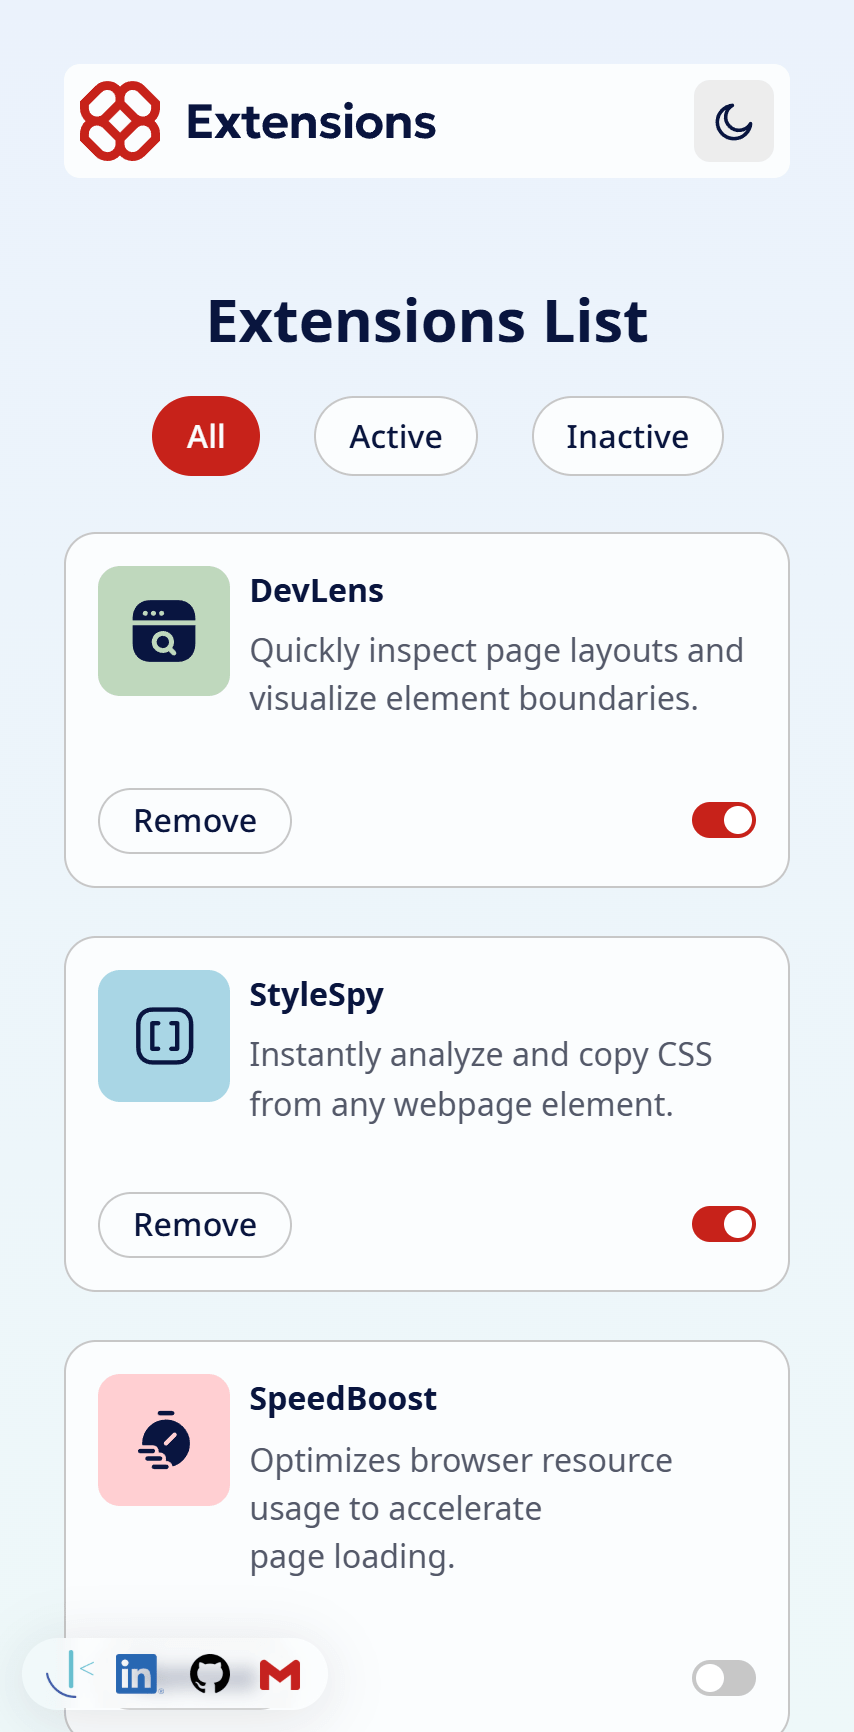 Extensions
Extensions List
All
Active
Inactive
DevLens
Quickly inspect page layouts and
visualize element boundaries.
Remove
StyleSpy
Instantly analyze and copy CSS
from any webpage element.
Remove
SpeedBoost
Optimizes browser resource
usage to accelerate
page loading.
in